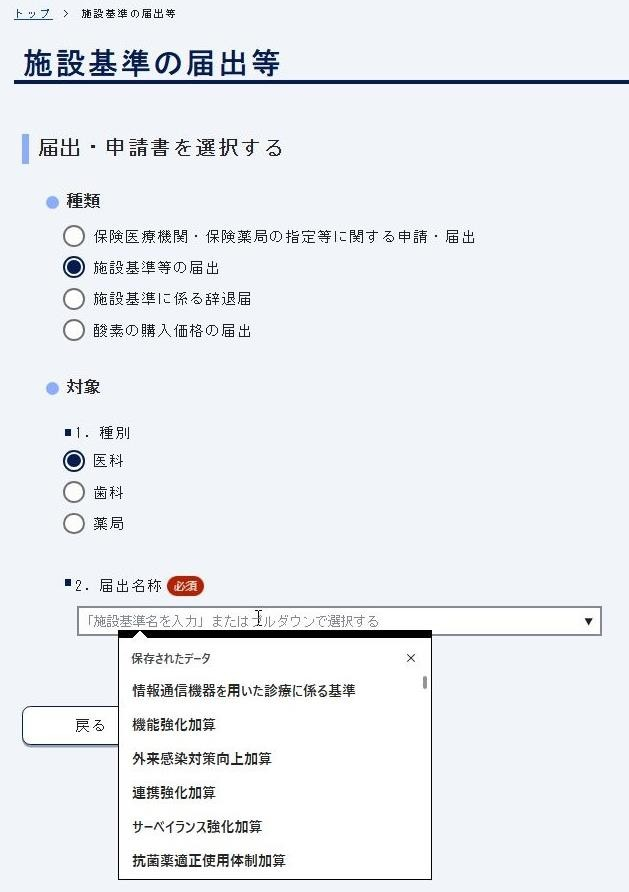 トップ > 施設基準の届出等
施設基準の届出等
届出・申請書を選択する
種類
保険医療機関・保険薬局の指定等に関する申請・届出
施設基準等の届出
施設基準に係る辞退届
酸素の購入価格の届出
対象
1. 種別
医科
歯科
薬局
2. 届出名称 必須
「施設基準名を入力」またはプルダウンで選択する
保存されたデータ
情報通信機器を用いた診療に係る基準
機能強化加算
外来感染対策向上加算
連携強化加算
サーベイランス強化加算
抗菌薬適正使用体制加算
戻る